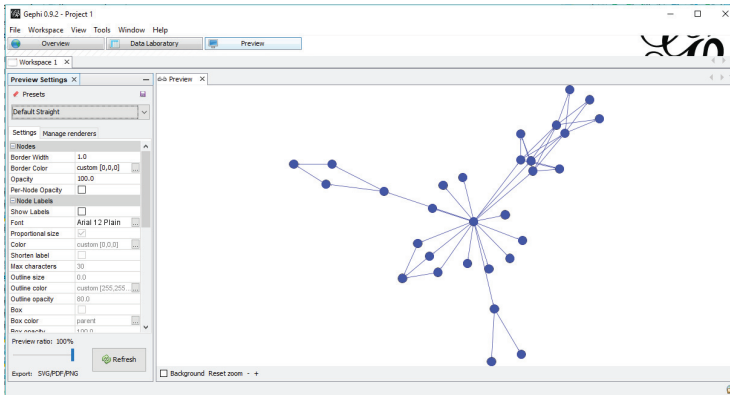 Gephi 0.9.2 - Project 1
File Workspace View Tools Window Help
Overview Data Laboratory Preview
Workspace 1 ×
Preview Settings ×
Presets
Default Straight
Settings Manage renderers
Nodes
Border Width 1.0
Border Color custom [0,0,0] ...
Opacity 100.0
Per-Node Opacity
Node Labels
Show Labels
Font Arial 12 Plain ...
Proportional size
Color custom [0,0,0] ...
Shorten label
Max characters 30
Outline size 0.0
Outline color custom [255,255... ...
Outline opacity 80.0
Box
Box color parent ...
Box opacity 100.0
Preview ratio: 100%
Refresh
Export: SVG/PDF/PNG
Preview ×
Background Reset zoom - +